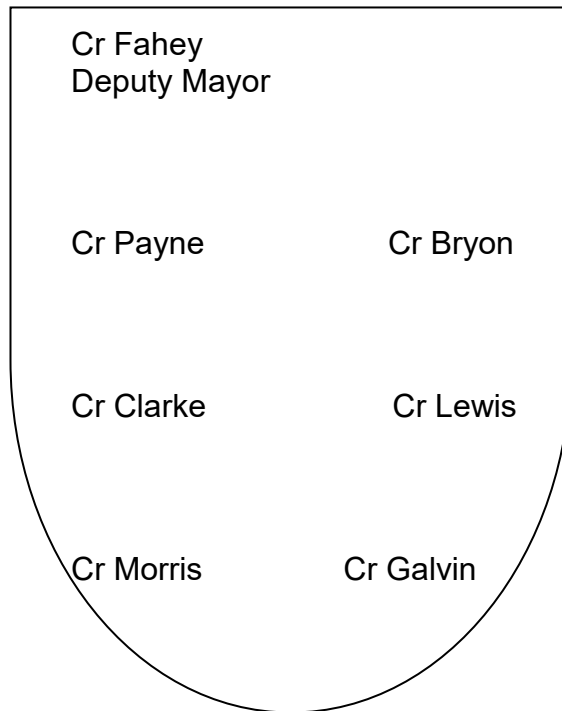 Cr Fahey
Deputy Mayor
Cr Payne Cr Bryon
Cr Clarke Cr Lewis
Cr Morris Cr Galvin